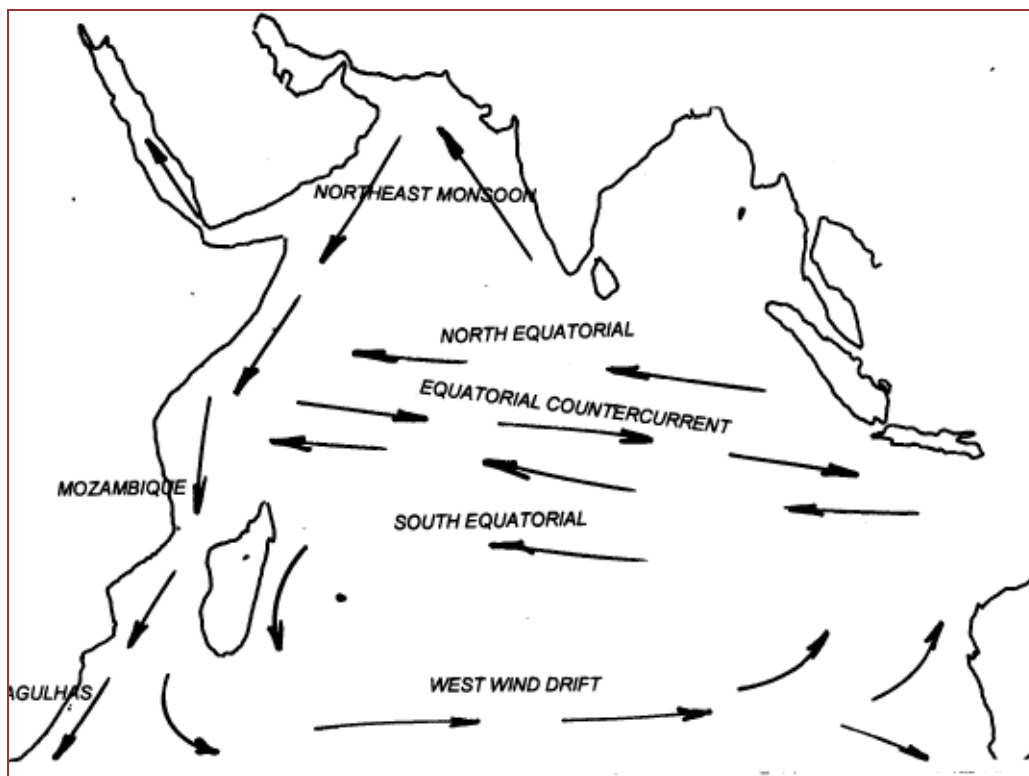 NORTHEAST MONSOON
NORTH EQUATORIAL
EQUATORIAL COUNTERCURRENT
MOZAMBIQUE
SOUTH EQUATORIAL
AGULHAS
WEST WIND DRIFT